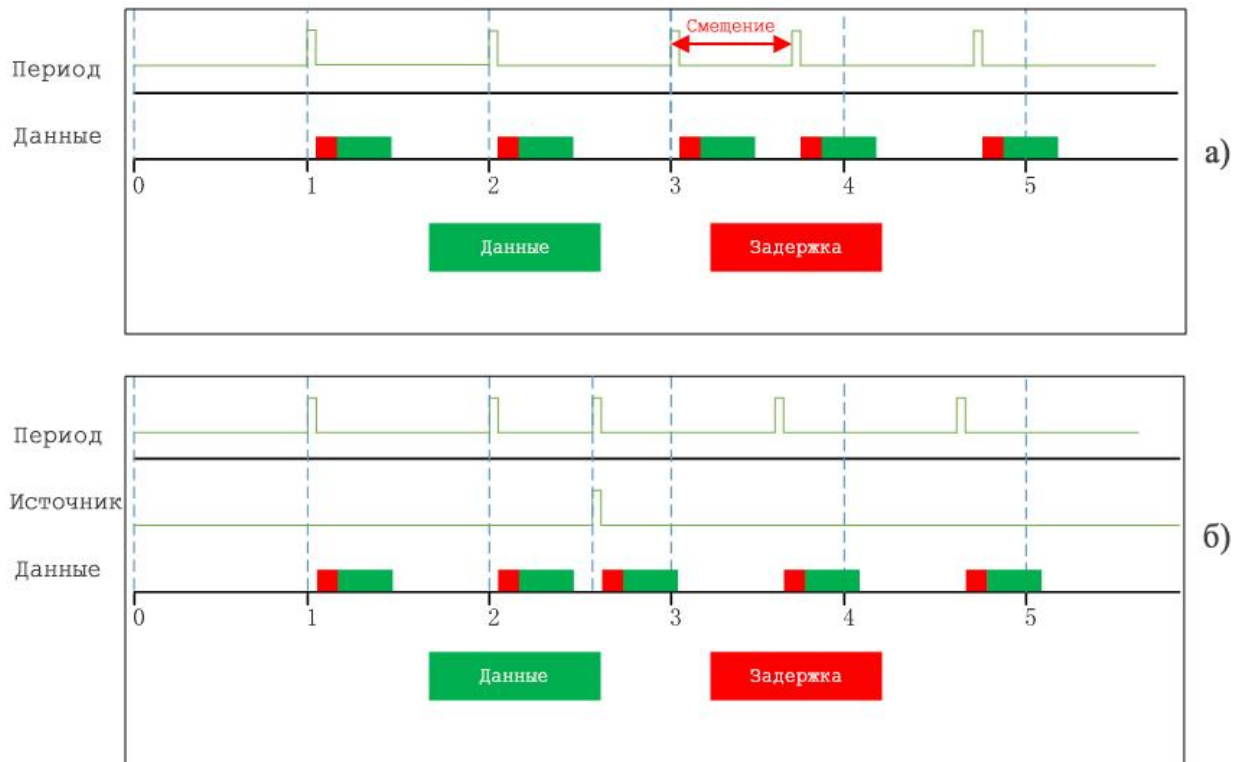 Смещение
Период
Данные
0 1 2 3 4 5
а)
Данные Задержка
Период
Источник
Данные
0 1 2 3 4 5
б)
Данные Задержка